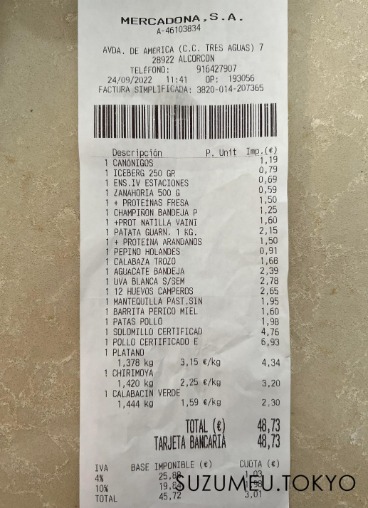 MERCADONA, S.A.
A-46103834
AVDA. DE AMERICA (C.C. TRES AGUAS) 7
28922 ALCORCON
TELÉFONO: 916427907
24/09/2022 11:41 OP: 193056
FACTURA SIMPLIFICADA: 3820-014-207365
Descripción P. Unit Imp.(€)
1 CANÓNIGOS 1,19
1 ICEBERG 250 GR 0,79
1 ENS.IV ESTACIONES 0,69
1 ZANAHORIA 500 G 0,59
1 + PROTEINAS FRESA 1,50
1 CHAMPIÑON BANDEJA P 1,25
1 +PROT NATILLA VAINI 1,60
1 PATATA GUARN. 1 KG. 2,15
1 + PROTEINA ARANDANOS 1,50
1 PEPINO HOLANDES 0,91
1 CALABAZA TROZO 1,68
1 AGUACATE BANDEJA 2,39
1 UVA BLANCA S/SEM 2,78
1 12 HUEVOS CAMPEROS 2,65
1 MANTEQUILLA PAST.SIN 1,95
1 BARRITA PERICO MIEL 1,60
1 PATAS POLLO 1,98
1 SOLOMILLO CERTIFICAD 4,76
1 POLLO CERTIFICADO E 6,93
1 PLATANO
1,378 kg 3,15 €/kg 4,34
1 CHIRIMOYA
1,420 kg 2,25 €/kg 3,20
1 CALABACIN VERDE
1,444 kg 1,59 €/kg 2,30
TOTAL (€) 48,73
TARJETA BANCARIA 48,73
IVA BASE IMPONIBLE (€) CUOTA (€)
4%
10%
TOTAL 45,72 3,01
SUZUMEU.TOKYO